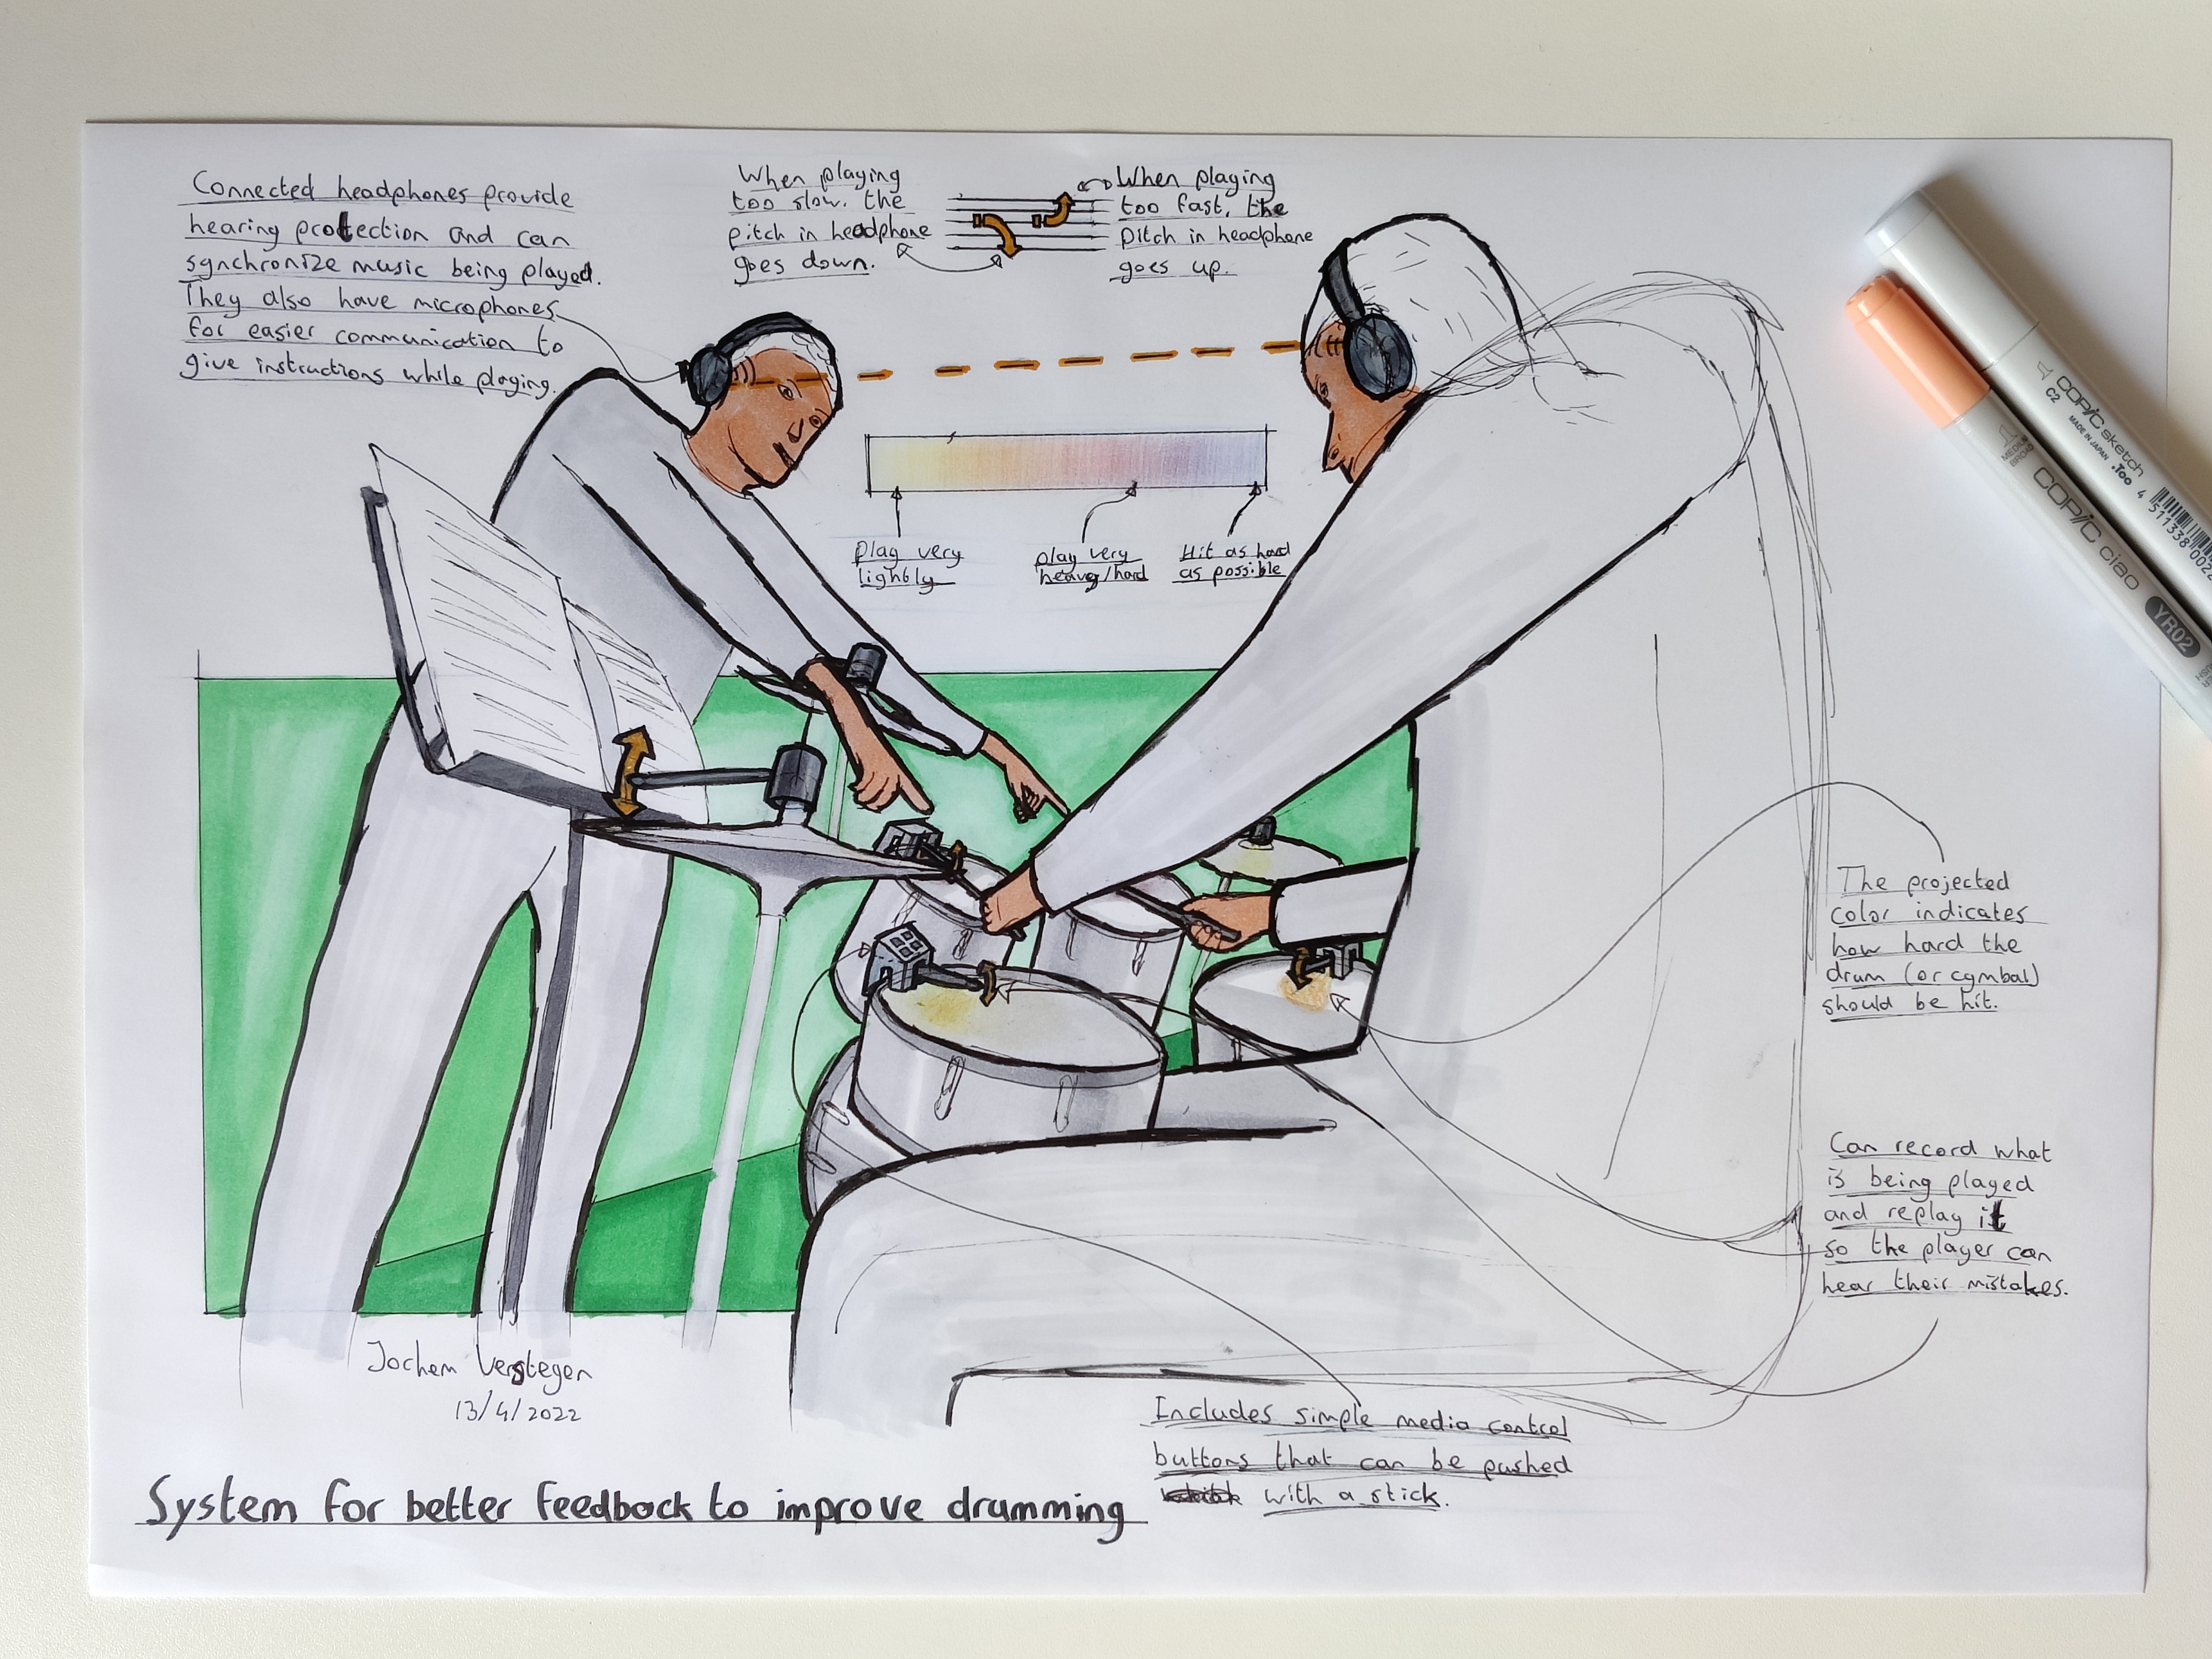 Connected headphones provide
hearing protection and can
synchronize music being played.
They also have microphones
for easier communication to
give instructions while playing.
When playing
too slow, the
pitch in headphone
goes down.
When playing
too fast, the
pitch in headphone
goes up.
Play very
lightly
play very
heavy/hard
Hit as hard
as possible
The projected
color indicates
how hard the
drum (or cymbal)
should be hit.
Can record what
is being played
and replay it
so the player can
hear their mistakes.
Includes simple media control
buttons that can be pushed
with a stick.
Jochem Verstegen
13/4/2022
System for better feedback to improve drumming
C2
COPIC sketch
MADE IN JAPAN
.Too
COPIC ciao
YR02
MEDIUM
BROAD